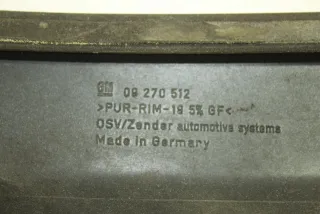 GM 09 270 512
>PUR-RIM-19 5% GF<
OSV/Zender automotive systems
Made in Germany